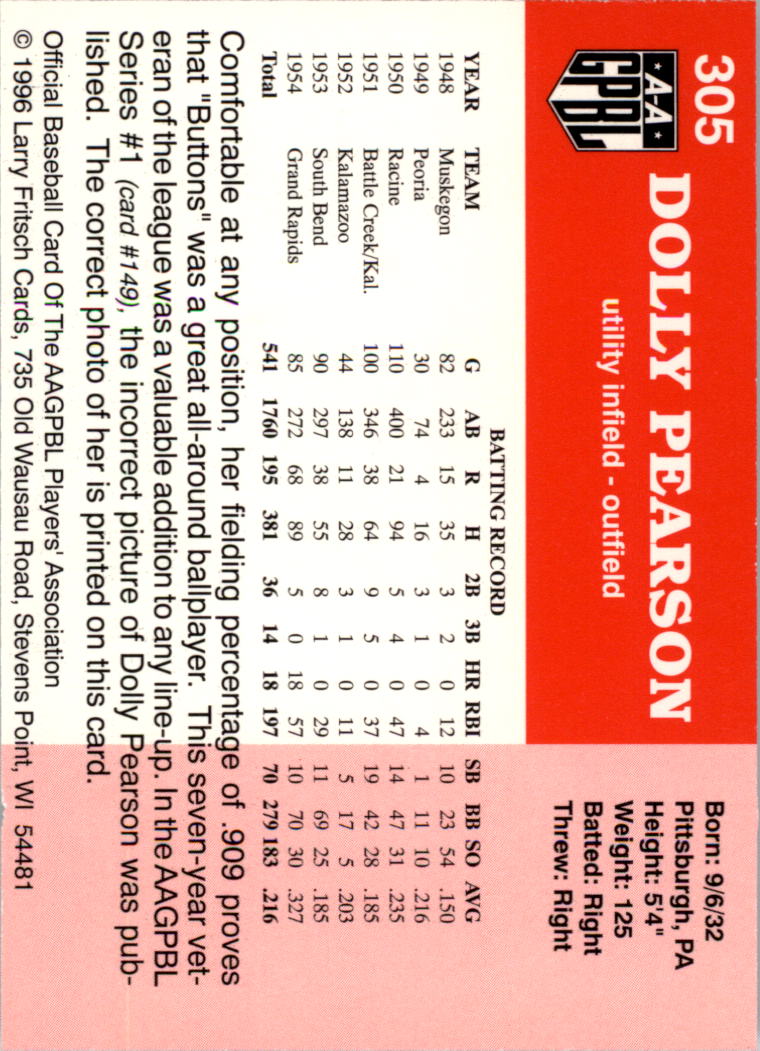 305
A-A
GPBL
DOLLY PEARSON
utility infield - outfield
Born: 9/6/32
Pittsburgh, PA
Height: 5'4"
Weight: 125
Batted: Right
Threw: Right
BATTING RECORD
YEAR TEAM G AB R H 2B 3B HR RBI SB BB SO AVG
1948 Muskegon 82 233 15 35 3 2 0 12 10 23 54 .150
1949 Peoria 30 74 4 16 3 1 0 4 1 11 10 .216
1950 Racine 110 400 21 94 5 4 0 47 14 47 31 .235
1951 Battle Creek/Kal. 100 346 38 64 9 5 0 37 19 42 28 .185
1952 Kalamazoo 44 138 11 28 3 1 0 11 5 17 5 .203
1953 South Bend 90 297 38 55 8 1 0 29 11 69 25 .185
1954 Grand Rapids 85 272 68 89 5 0 18 57 10 70 30 .327
Total 541 1760 195 381 36 14 18 197 70 279 183 .216
Comfortable at any position, her fielding percentage of .909 proves
that "Buttons" was a great all-around ballplayer. This seven-year vet-
eran of the league was a valuable addition to any line-up. In the AAGPBL
Series #1 (card #149), the incorrect picture of Dolly Pearson was pub-
lished. The correct photo of her is printed on this card.
Official Baseball Card Of The AAGPBL Players' Association
© 1996 Larry Fritsch Cards, 735 Old Wausau Road, Stevens Point, WI 54481